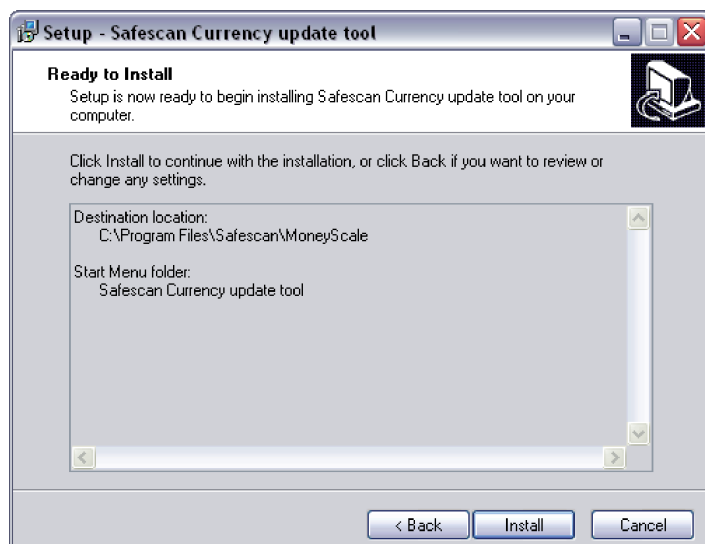 Setup - Safescan Currency update tool
Ready to Install
Setup is now ready to begin installing Safescan Currency update tool on your
computer.
Click Install to continue with the installation, or click Back if you want to review or
change any settings.
Destination location:
C:\Program Files\Safescan\MoneyScale
Start Menu folder:
Safescan Currency update tool
< Back
Install
Cancel